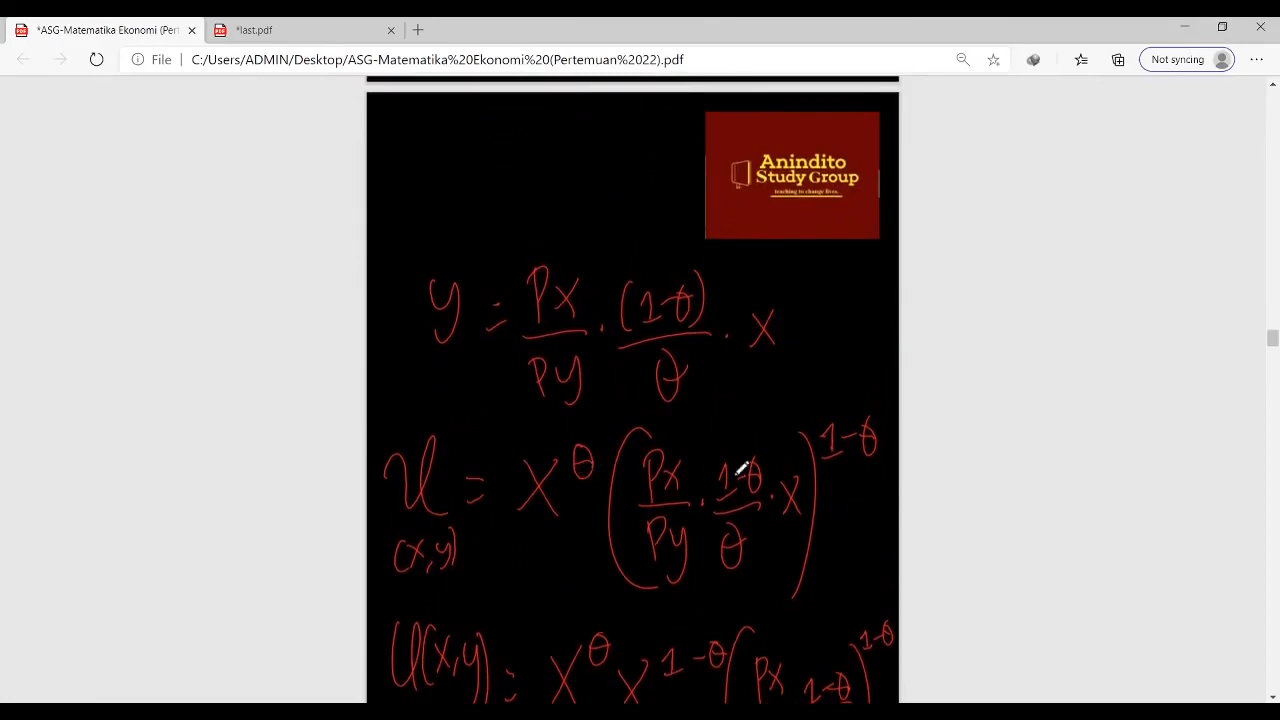 *ASG-Matematika Ekonomi (Pert
*last.pdf
File
C:/Users/ADMIN/Desktop/ASG-Matematika%20Ekonomi%20(Pertemuan%2022).pdf
Not syncing
Anindito
Study Group
teaching to change lives.
y = Px/Py . (1-θ)/θ . X
U (x,y) = X^θ (Px/Py . 1-θ/θ . X)^1-θ
U(x,y) = X^θ X^1-θ (Px 1-θ)^1-θ